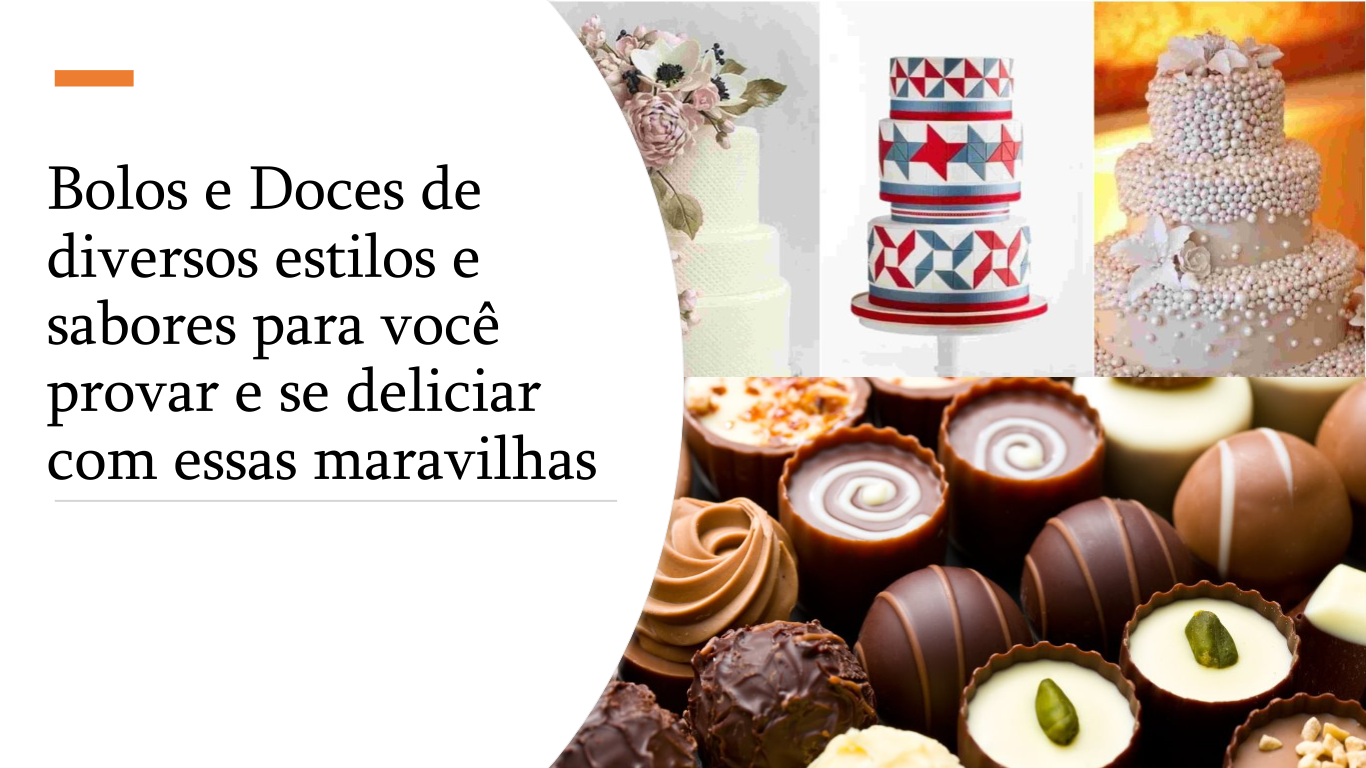 Bolos e Doces de
diversos estilos e
sabores para você
provar e se deliciar
com essas maravilhas